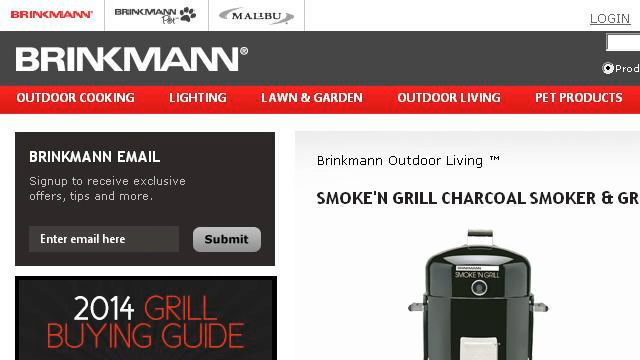 BRINKMANN
BRINKMANN Pet
MALIBU
LOGIN
BRINKMANN®
Prod
OUTDOOR COOKING LIGHTING LAWN & GARDEN OUTDOOR LIVING PET PRODUCTS
BRINKMANN EMAIL
Signup to receive exclusive
offers, tips and more.
Enter email here
Submit
2014 GRILL
BUYING GUIDE
Brinkmann Outdoor Living ™
SMOKE'N GRILL CHARCOAL SMOKER & GR
BRINKMANN
SMOKE'N GRILL